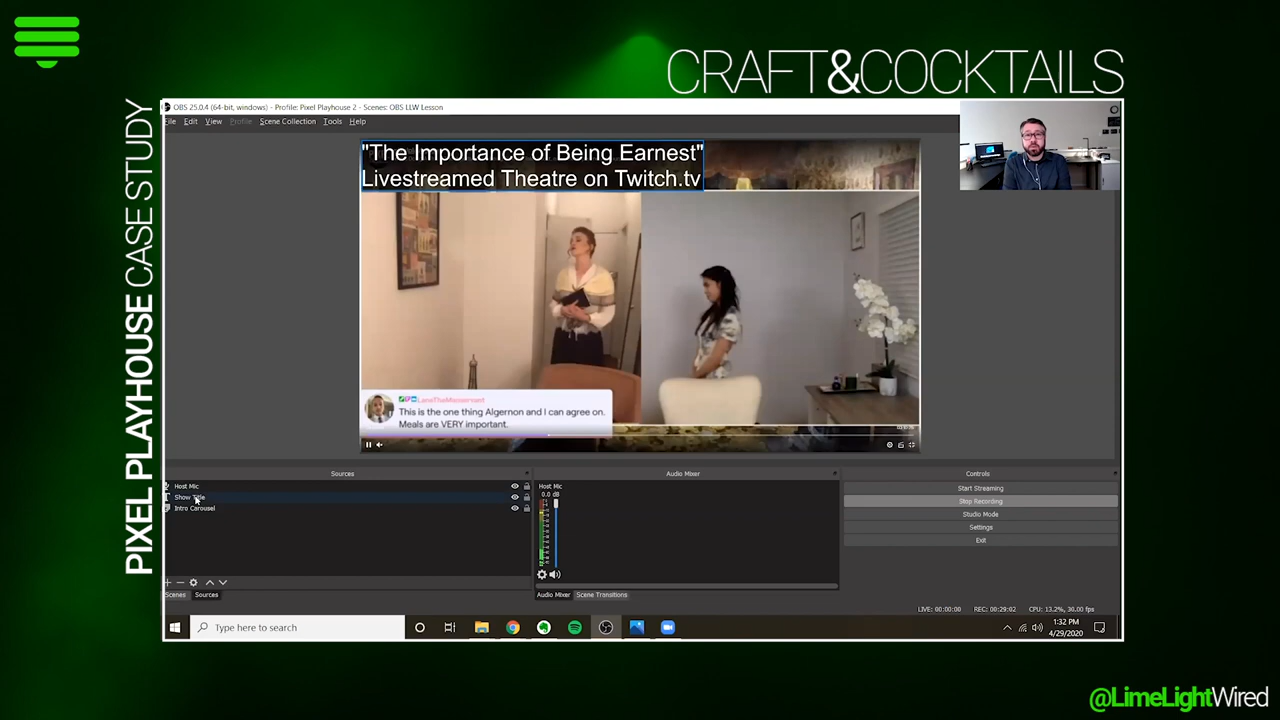 CRAFT&COCKTAILS
PIXEL PLAYHOUSE CASE STUDY
OBS 25.0.4 (64-bit, windows) - Profile: Pixel Playhouse 2 - Scenes: OBS LLW Lesson
File Edit View Profile Scene Collection Tools Help
"The Importance of Being Earnest"
Livestreamed Theatre on Twitch.tv
LaneTheManservant
This is the one thing Algernon and I can agree on.
Meals are VERY important.
Sources
Audio Mixer
Controls
Host Mic
Show Title
Intro Carousel
Host Mic
0.0 dB
Start Streaming
Stop Recording
Studio Mode
Settings
Exit
Scenes Sources
Audio Mixer Scene Transitions
LIVE: 00:00:00 REC: 00:29:02 CPU: 13.2%, 30.00 fps
Type here to search
1:32 PM
4/29/2020
@LimeLightWired